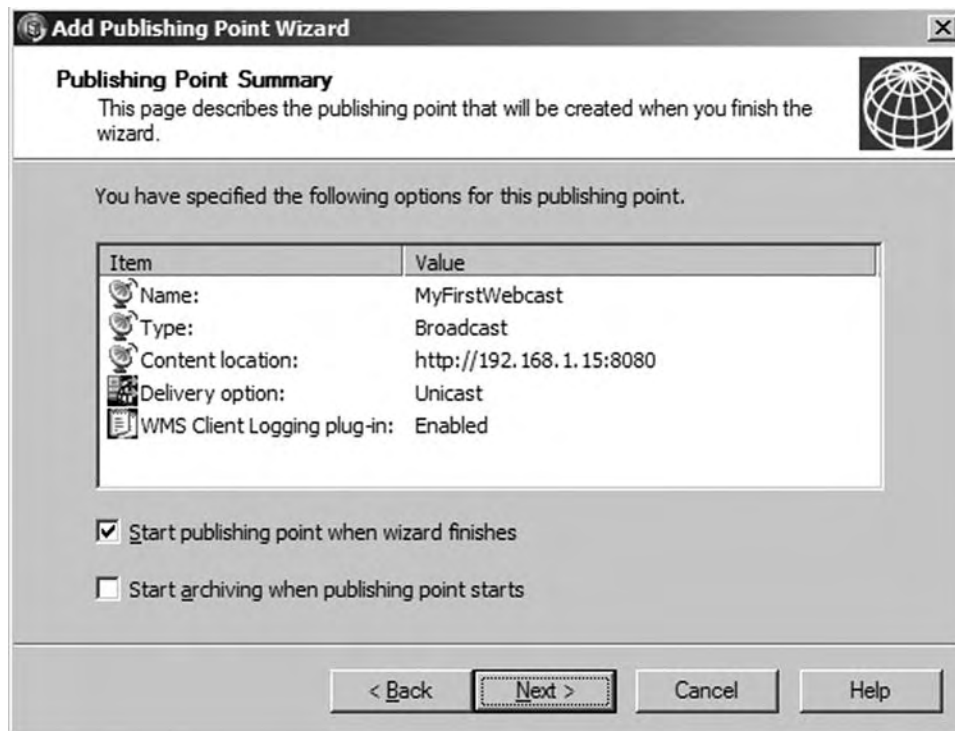 Add Publishing Point Wizard
Publishing Point Summary
This page describes the publishing point that will be created when you finish the
wizard.
You have specified the following options for this publishing point.
Item Value
Name: MyFirstWebcast
Type: Broadcast
Content location: http://192.168.1.15:8080
Delivery option: Unicast
WMS Client Logging plug-in: Enabled
Start publishing point when wizard finishes
Start archiving when publishing point starts
< Back Next > Cancel Help